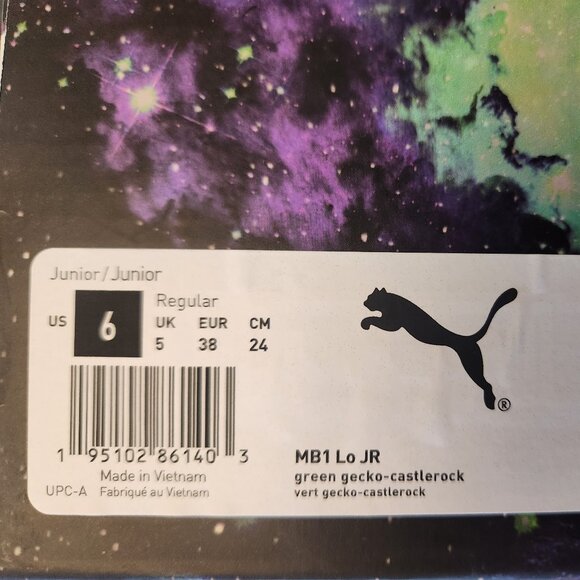 Junior/Junior
Regular
US 6 UK EUR CM
5 38 24
1 95102 86140 3
Made in Vietnam
UPC-A Fabriqué au Vietnam
®
MB1 Lo JR
green gecko-castlerock
vert gecko-castlerock